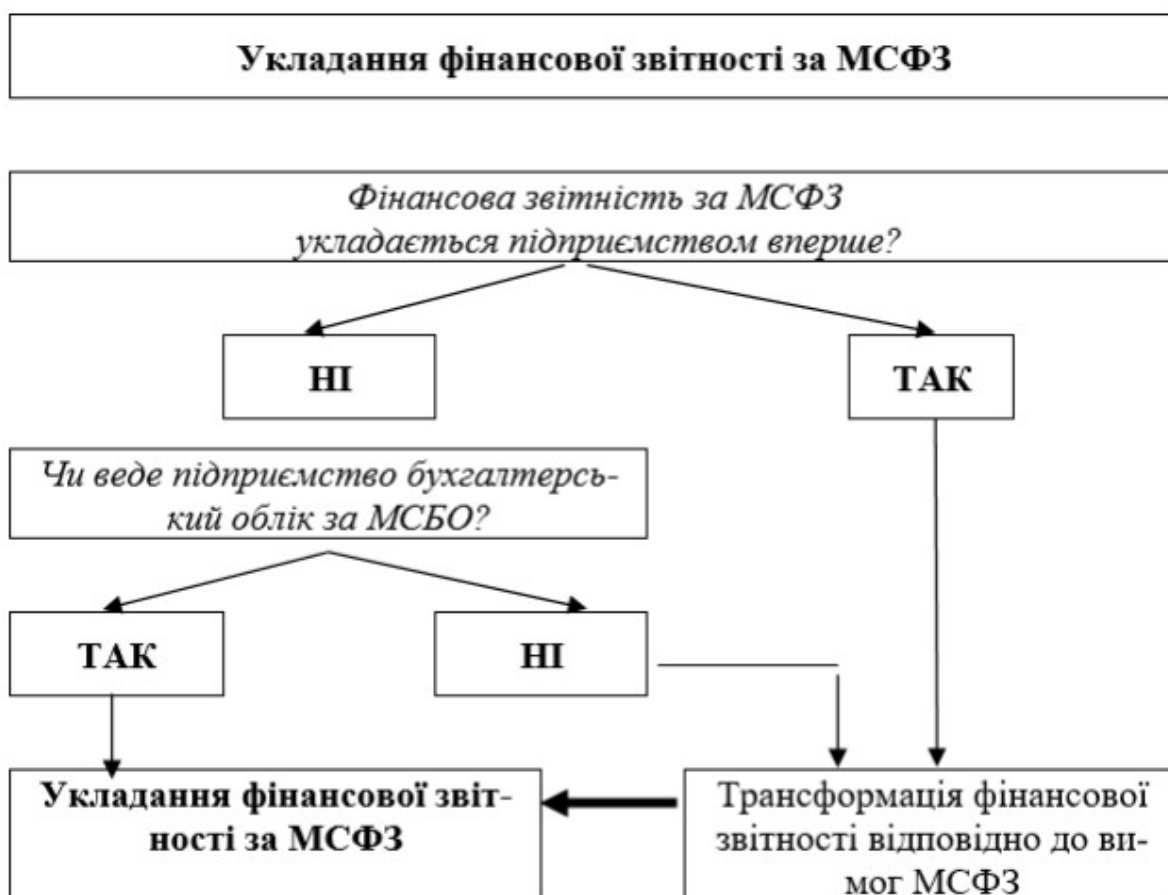 Укладання фінансової звітності за МСФЗ
Фінансова звітність за МСФЗ
укладається підприємством вперше?
НІ
ТАК
Чи веде підприємство бухгалтерсь-
кий облік за МСБО?
ТАК
НІ
Укладання фінансової звіт-
ності за МСФЗ
Трансформація фінансової
звітності відповідно до ви-
мог МСФЗ